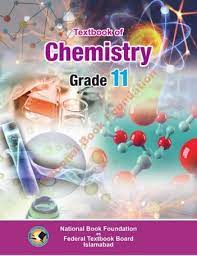 Textbook of
Chemistry
Grade 11
National Book Foundation
as
Federal Textbook Board
Islamabad